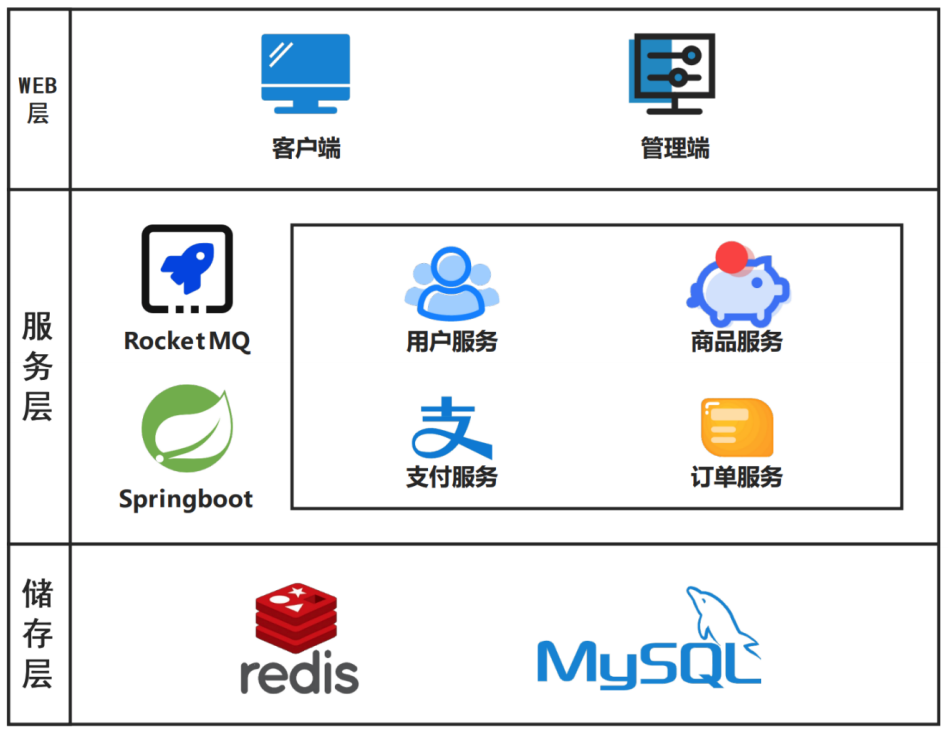 WEB
层
客户端
管理端
服
务
层
RocketMQ
用户服务
商品服务
Springboot
支付服务
订单服务
储
存
层
redis
MySQL